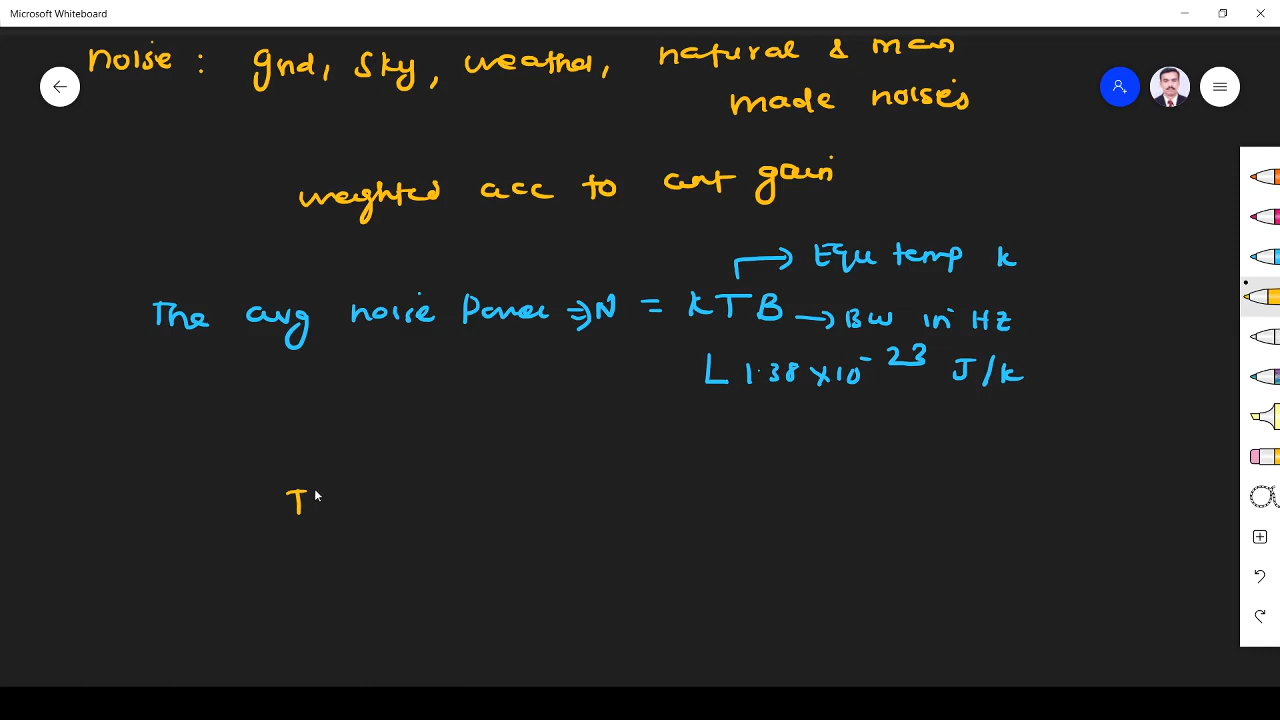 Microsoft Whiteboard
noise : gnd, sky, weather, natural & man
made noises
weighted acc to ant gain
Equ temp k
The avg noise Power ⇒ N = KTB → BW in HZ
1.38 × 10⁻²³ J/k
T